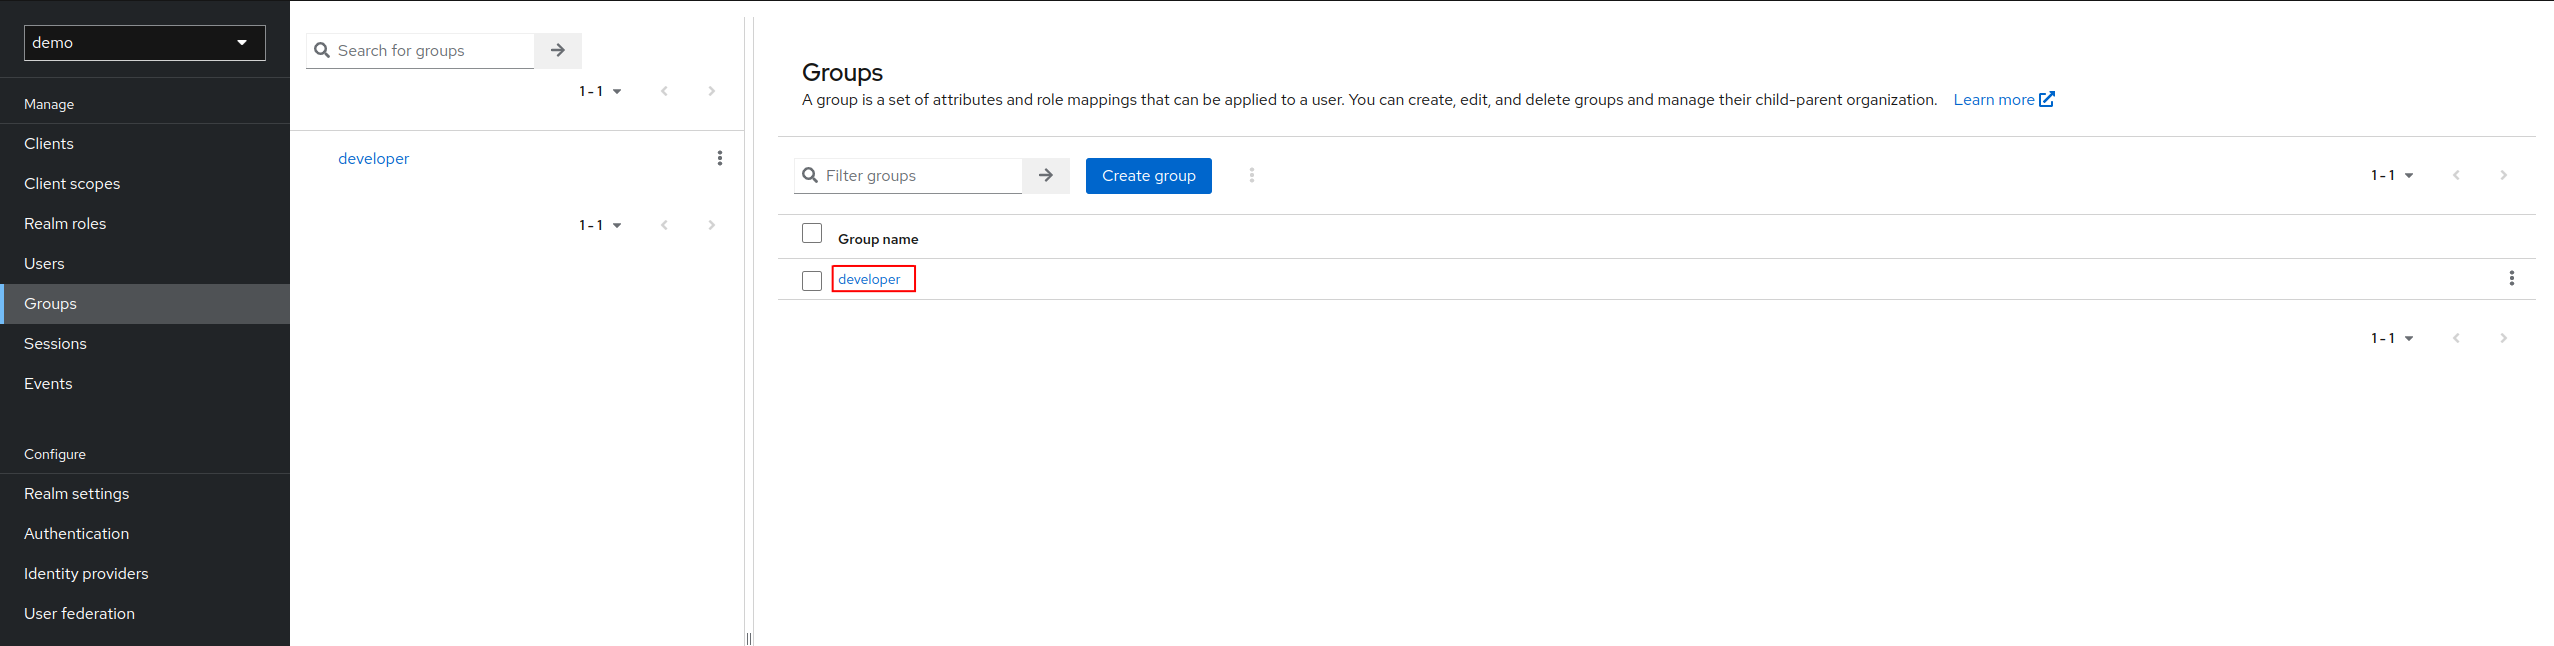 demo
Manage
Clients
Client scopes
Realm roles
Users
Groups
Sessions
Events
Configure
Realm settings
Authentication
Identity providers
User federation
Search for groups
1 - 1
developer
1 - 1
Groups
A group is a set of attributes and role mappings that can be applied to a user. You can create, edit, and delete groups and manage their child-parent organization. Learn more
Filter groups Create group 1 - 1
Group name
developer
1 - 1